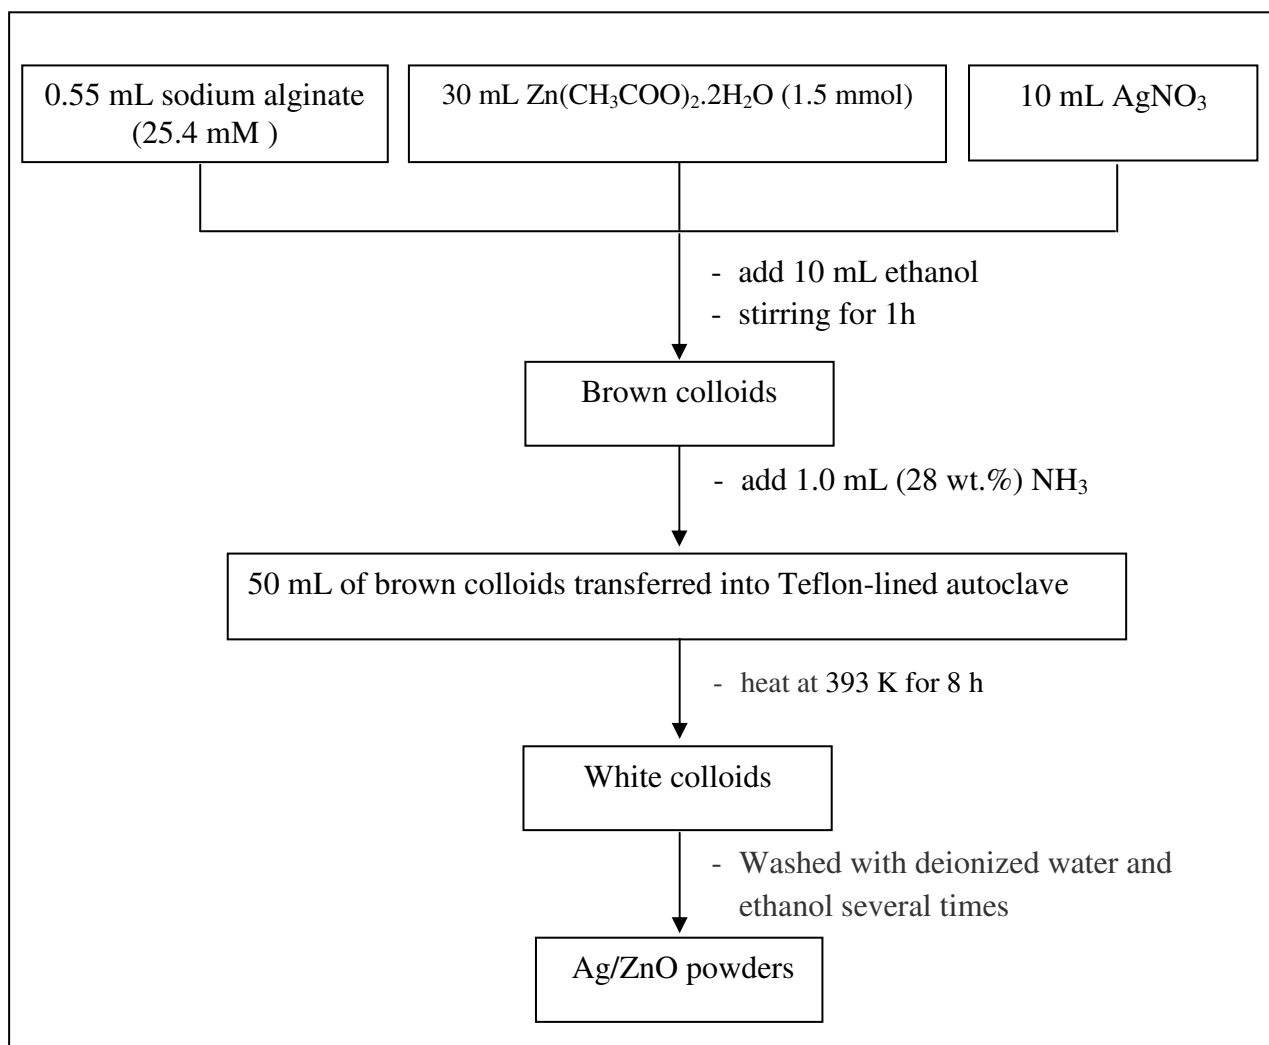 0.55 mL sodium alginate
(25.4 mM )
30 mL Zn(CH₃COO)₂.2H₂O (1.5 mmol)
10 mL AgNO₃
- add 10 mL ethanol
- stirring for 1h
Brown colloids
- add 1.0 mL (28 wt.%) NH₃
50 mL of brown colloids transferred into Teflon-lined autoclave
- heat at 393 K for 8 h
White colloids
- Washed with deionized water and
ethanol several times
Ag/ZnO powders